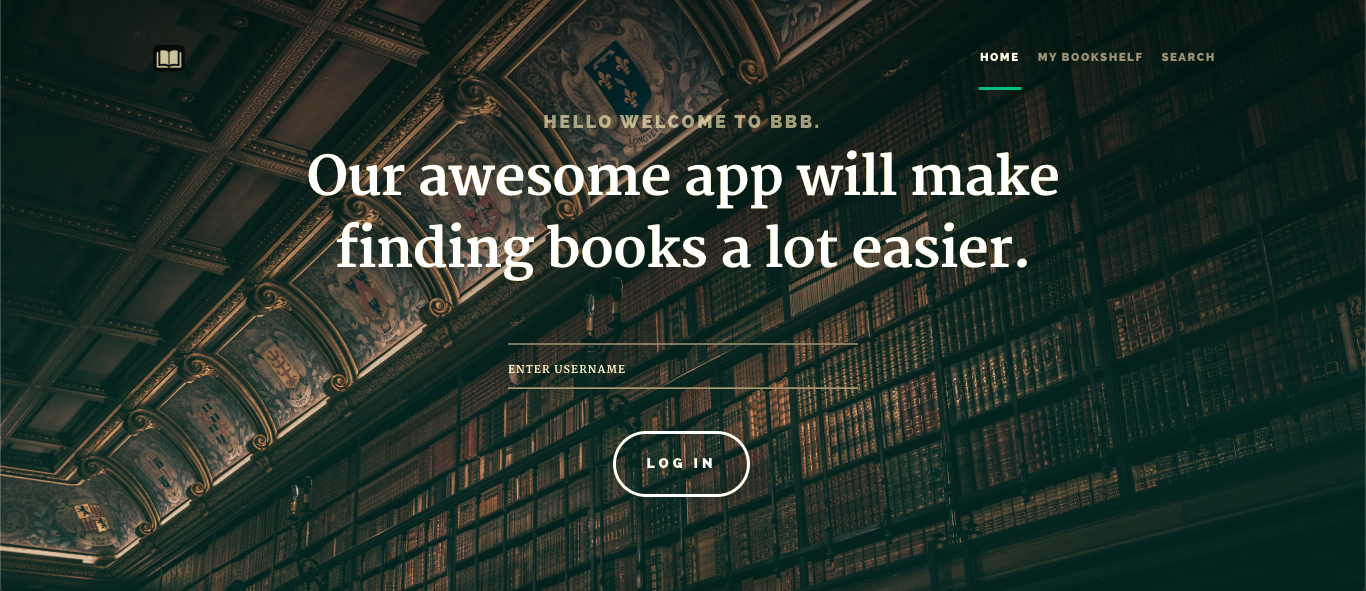 HOME MY BOOKSHELF SEARCH
HELLO WELCOME TO BBB.
Our awesome app will make
finding books a lot easier.
ENTER USERNAME
LOG IN